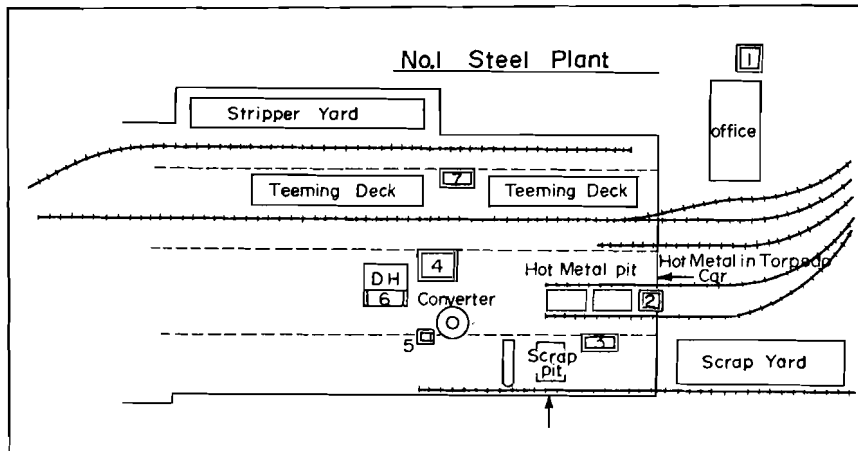 No.1 Steel Plant
1
Stripper Yard
office
7
Teeming Deck
Teeming Deck
4
Hot Metal pit
Hot Metal in Torpedo
Car
DH
6
Converter
2
5
3
Scrap
pit
Scrap Yard